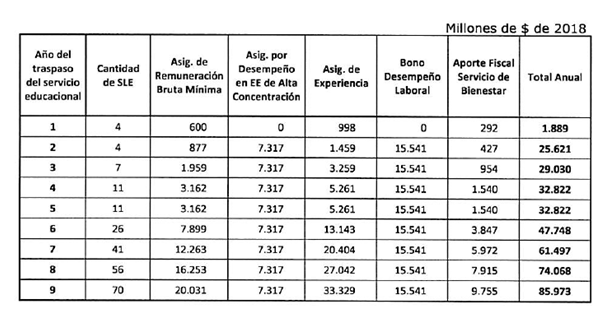 Millones de $ de 2018
Año del traspaso del servicio educacional | Cantidad de SLE | Asig. de Remuneración Bruta Mínima | Asig. por Desempeño en EE de Alta Concentración | Asig. de Experiencia | Bono Desempeño Laboral | Aporte Fiscal Servicio de Bienestar | Total Anual
1 | 4 | 600 | 0 | 998 | 0 | 292 | 1.889
2 | 4 | 877 | 7.317 | 1.459 | 15.541 | 427 | 25.621
3 | 7 | 1.959 | 7.317 | 3.259 | 15.541 | 954 | 29.030
4 | 11 | 3.162 | 7.317 | 5.261 | 15.541 | 1.540 | 32.822
5 | 11 | 3.162 | 7.317 | 5.261 | 15.541 | 1.540 | 32.822
6 | 26 | 7.899 | 7.317 | 13.143 | 15.541 | 3.847 | 47.748
7 | 41 | 12.263 | 7.317 | 20.404 | 15.541 | 5.972 | 61.497
8 | 56 | 16.253 | 7.317 | 27.042 | 15.541 | 7.915 | 74.068
9 | 70 | 20.031 | 7.317 | 33.329 | 15.541 | 9.755 | 85.973